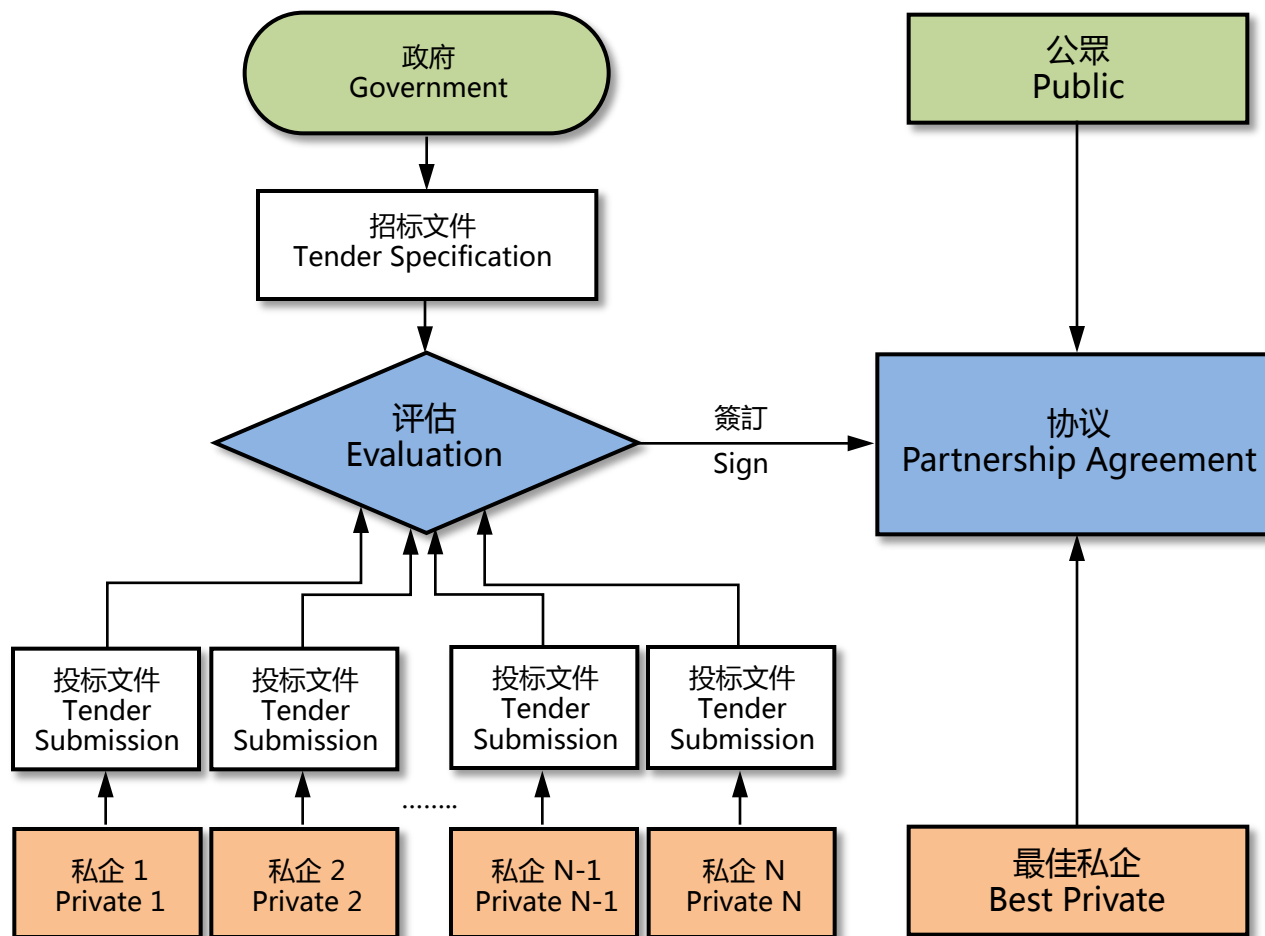 政府
Government
公眾
Public
招标文件
Tender Specification
评估
Evaluation
簽訂
Sign
协议
Partnership Agreement
投标文件
Tender
Submission
投标文件
Tender
Submission
投标文件
Tender
Submission
投标文件
Tender
Submission
........
私企 1
Private 1
私企 2
Private 2
私企 N-1
Private N-1
私企 N
Private N
最佳私企
Best Private